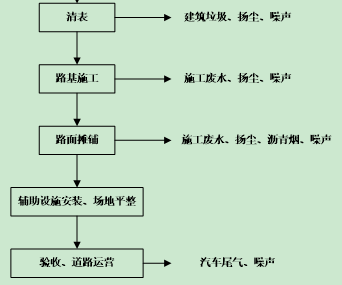 清表
建筑垃圾、扬尘、噪声
路基施工
施工废水、扬尘、噪声
路面摊铺
施工废水、扬尘、沥青烟、噪声
辅助设施安装、场地平整
验收、道路运营
汽车尾气、噪声